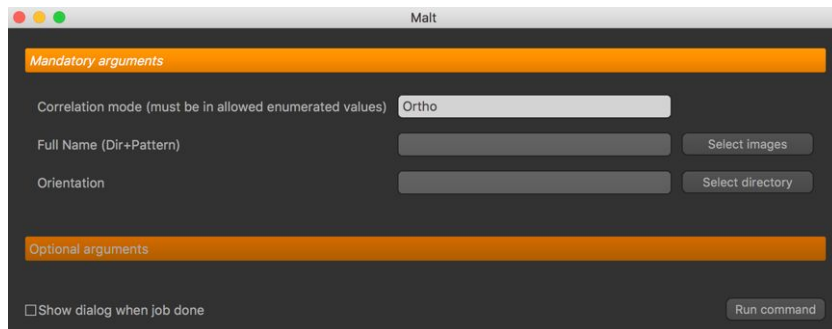 Malt
Mandatory arguments
Correlation mode (must be in allowed enumerated values) Ortho
Full Name (Dir+Pattern) Select images
Orientation Select directory
Optional arguments
Show dialog when job done Run command